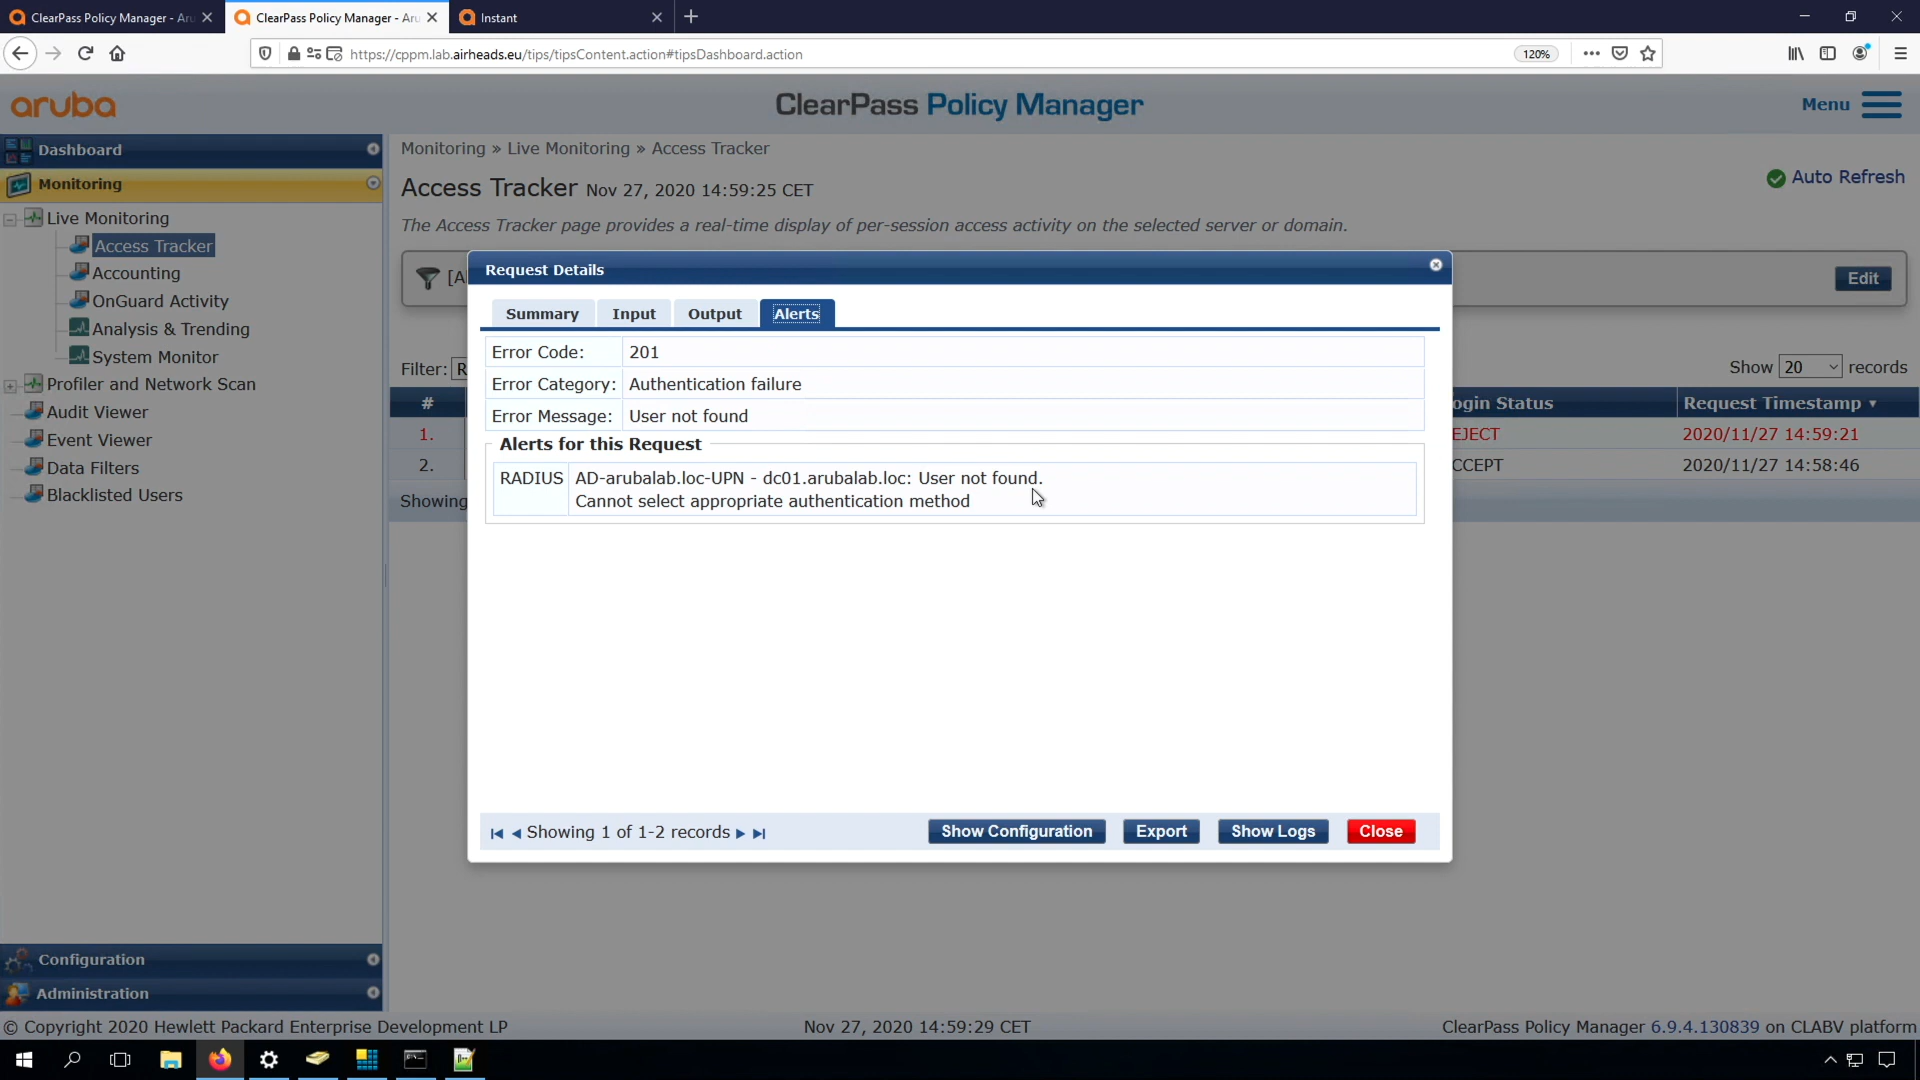 ClearPass Policy Manager - Aru
ClearPass Policy Manager - Aru
Instant
https://cppm.lab.airheads.eu/tips/tipsContent.action#tipsDashboard.action
120%
aruba
ClearPass Policy Manager
Menu
Dashboard
Monitoring
Live Monitoring
Access Tracker
Accounting
OnGuard Activity
Analysis & Trending
System Monitor
Profiler and Network Scan
Audit Viewer
Event Viewer
Data Filters
Blacklisted Users
Configuration
Administration
Monitoring » Live Monitoring » Access Tracker
Access Tracker Nov 27, 2020 14:59:25 CET
Auto Refresh
The Access Tracker page provides a real-time display of per-session access activity on the selected server or domain.
[A
Edit
Filter: R
Show 20 records
#
ogin Status
Request Timestamp ▼
1.
EJECT
2020/11/27 14:59:21
2.
CCEPT
2020/11/27 14:58:46
Showing
Request Details
Summary
Input
Output
Alerts
Error Code: 201
Error Category: Authentication failure
Error Message: User not found
Alerts for this Request
RADIUS AD-arubalab.loc-UPN - dc01.arubalab.loc: User not found.
Cannot select appropriate authentication method
Showing 1 of 1-2 records
Show Configuration
Export
Show Logs
Close
© Copyright 2020 Hewlett Packard Enterprise Development LP
Nov 27, 2020 14:59:29 CET
ClearPass Policy Manager 6.9.4.130839 on CLABV platform